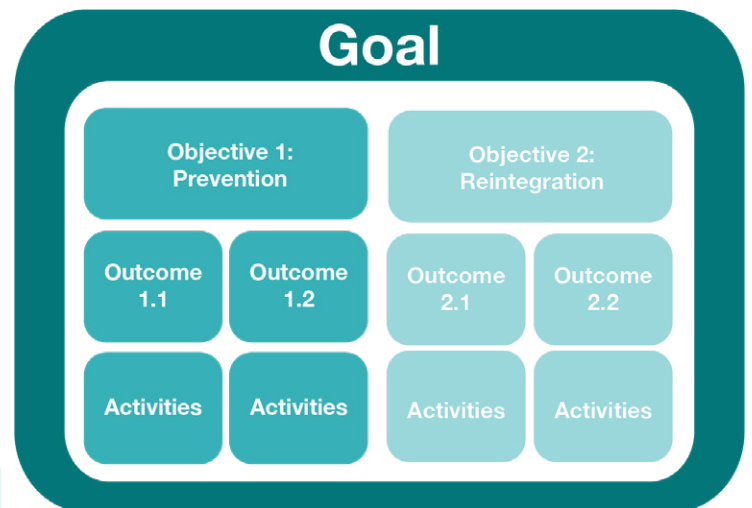 Goal
Objective 1:
Prevention
Objective 2:
Reintegration
Outcome
1.1
Outcome
1.2
Outcome
2.1
Outcome
2.2
Activities
Activities
Activities
Activities